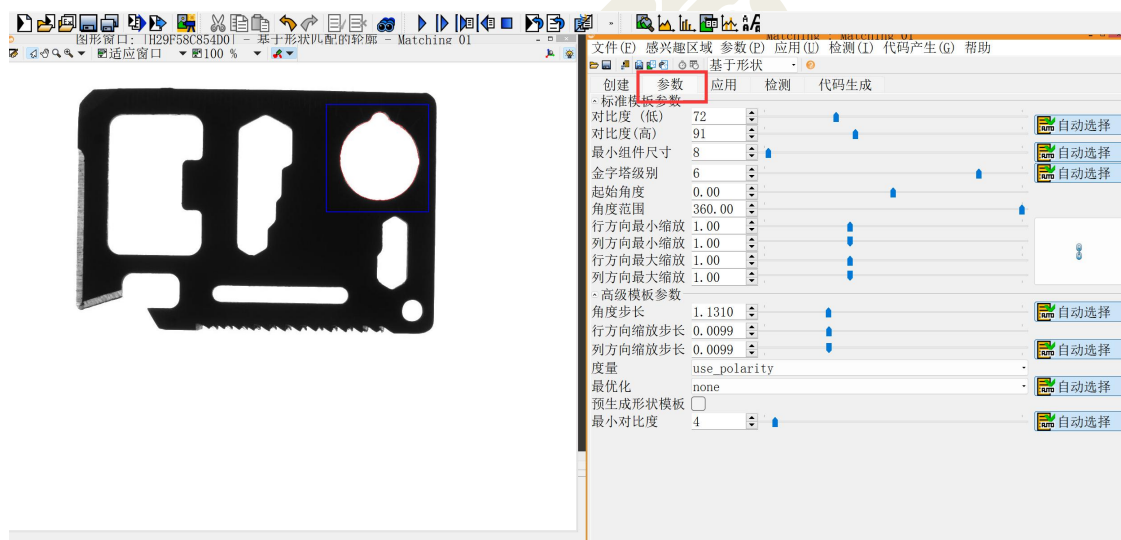 图形窗口: [H29F58C854D0] - 基于形状匹配的轮廓 - Matching 01
适应窗口 100 %
Matching : Matching 01
文件(F) 感兴趣区域 参数(P) 应用(U) 检测(I) 代码产生(G) 帮助
基于形状
创建 参数 应用 检测 代码生成
标准模板参数
对比度 (低) 72
自动选择
对比度(高) 91
最小组件尺寸 8 自动选择
金字塔级别 6 自动选择
起始角度 0.00
角度范围 360.00
行方向最小缩放 1.00
列方向最小缩放 1.00
行方向最大缩放 1.00
列方向最大缩放 1.00
高级模板参数
角度步长 1.1310 自动选择
行方向缩放步长 0.0099
列方向缩放步长 0.0099 自动选择
度量 use_polarity
最优化 none 自动选择
预生成形状模板
最小对比度 4 自动选择